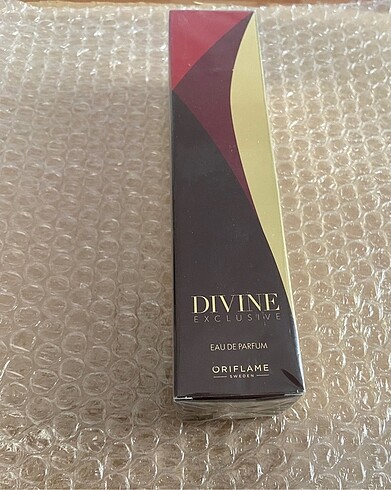 DIVINE
EXCLUSIVE
EAU DE PARFUM
ORIFLAME
SWEDEN